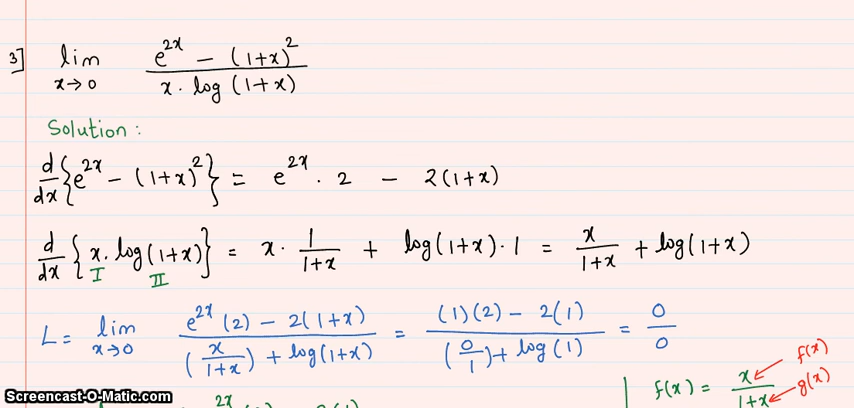 3] lim x→0 (e^{2x} − (1+x)^2) / (x · log (1+x))
Solution :
d/dx {e^{2x} − (1+x)^2} = e^{2x} · 2 − 2(1+x)
d/dx {x · log(1+x)} = x · 1/(1+x) + log(1+x) · 1 = x/(1+x) + log(1+x)
I II
L = lim x→0 (e^{2x} (2) − 2(1+x)) / ((x/(1+x)) + log(1+x)) = ((1)(2) − 2(1)) / ((0/1) + log(1)) = 0/0
f(x) = x/(1+x) f(x) g(x)
Screencast-O-Matic.com